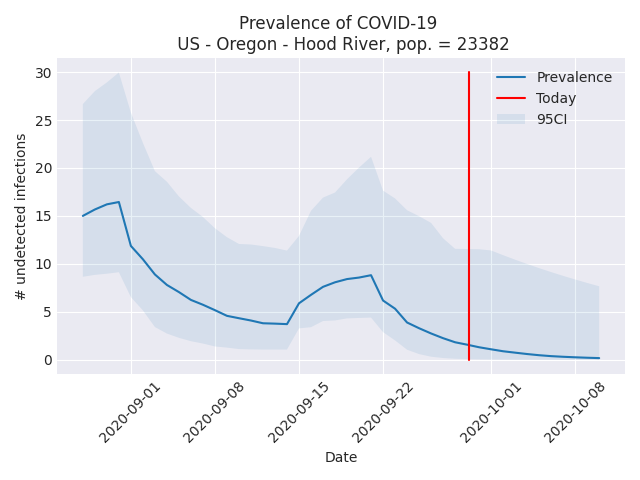 Prevalence of COVID-19
US - Oregon - Hood River, pop. = 23382
Prevalence
Today
95CI
30
25
20
15
10
5
0
# undetected infections
2020-09-01
2020-09-08
2020-09-15
2020-09-22
2020-10-01
2020-10-08
Date